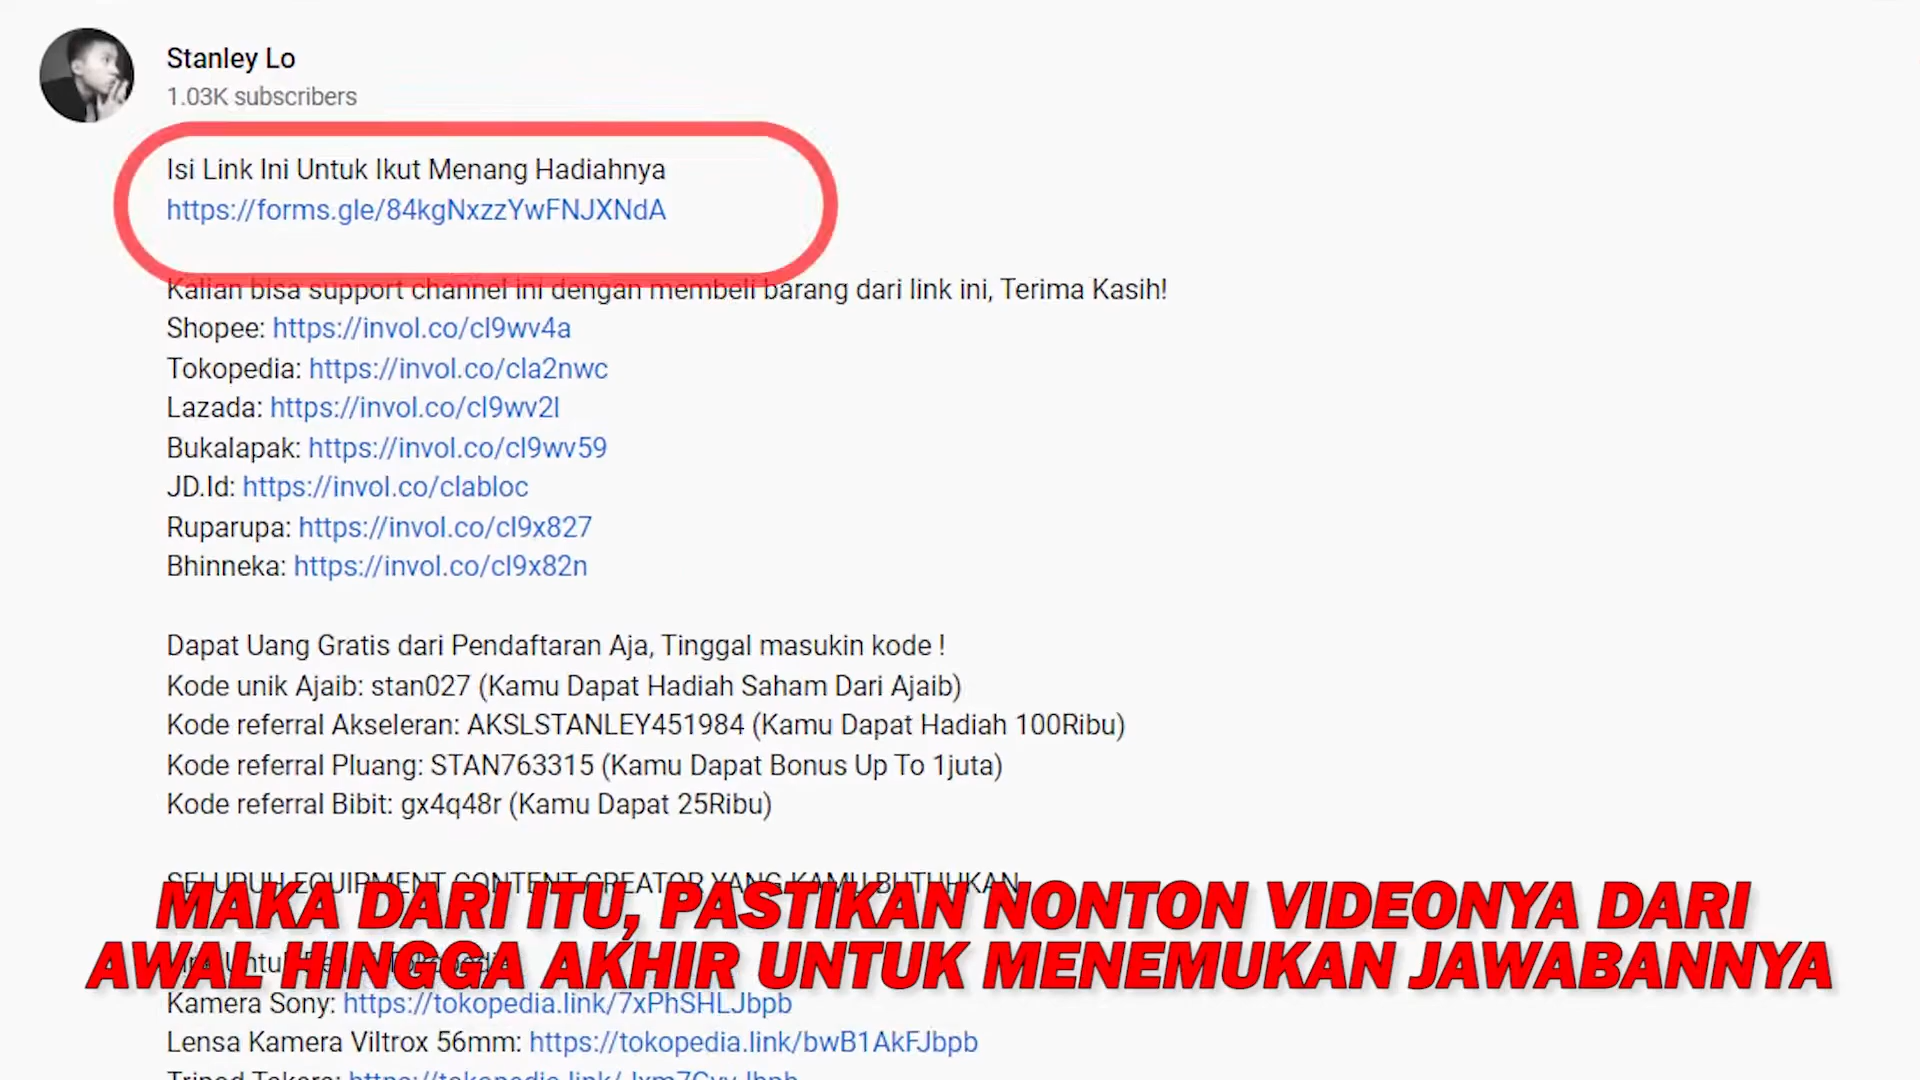 Stanley Lo
1.03K subscribers
Isi Link Ini Untuk Ikut Menang Hadiahnya
https://forms.gle/84kgNxzzYwFNJXNdA
Kalian bisa support channel ini dengan membeli barang dari link ini, Terima Kasih!
Shopee: https://invol.co/cl9wv4a
Tokopedia: https://invol.co/cla2nwc
Lazada: https://invol.co/cl9wv2l
Bukalapak: https://invol.co/cl9wv59
JD.Id: https://invol.co/clabloc
Ruparupa: https://invol.co/cl9x827
Bhinneka: https://invol.co/cl9x82n
Dapat Uang Gratis dari Pendaftaran Aja, Tinggal masukin kode !
Kode unik Ajaib: stan027 (Kamu Dapat Hadiah Saham Dari Ajaib)
Kode referral Akseleran: AKSLSTANLEY451984 (Kamu Dapat Hadiah 100Ribu)
Kode referral Pluang: STAN763315 (Kamu Dapat Bonus Up To 1juta)
Kode referral Bibit: gx4q48r (Kamu Dapat 25Ribu)
SELURUH EQUIPMENT CONTENT CREATOR YANG KAMU BUTUHKAN
MAKA DARI ITU, PASTIKAN NONTON VIDEONYA DARI
AWAL HINGGA AKHIR UNTUK MENEMUKAN JAWABANNYA
Kamera Sony: https://tokopedia.link/7xPhSHLJbpb
Lensa Kamera Viltrox 56mm: https://tokopedia.link/bwB1AkFJbpb